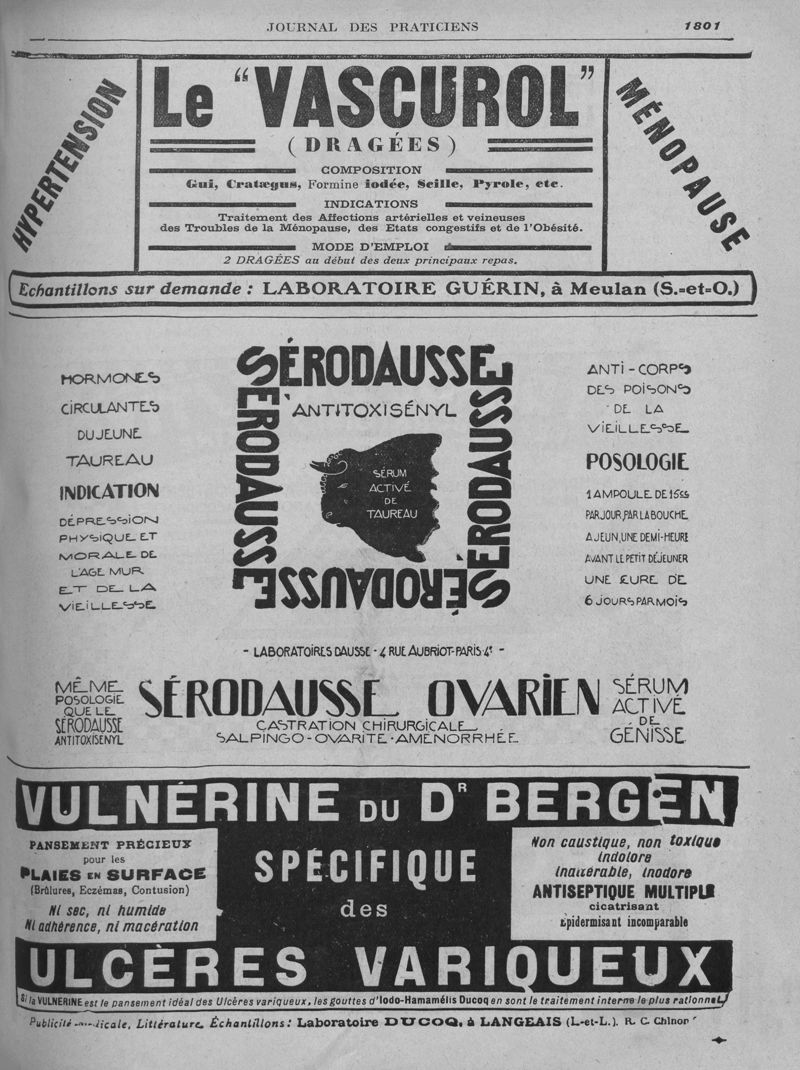 JOURNAL DES PRATICIENS
1801
HYPERTENSION
Le "VASCUROL"
(DRAGÉES)
COMPOSITION
Gui, Cratægus, Formine iodée, Scille, Pyrole, etc.
INDICATIONS
Traitement des Affections artérielles et veineuses
des Troubles de la Ménopause, des Etats congestifs et de l'Obésité.
MODE D'EMPLOI
2 DRAGÉES au début des deux principaux repas.
MÉNOPAUSE
Echantillons sur demande : LABORATOIRE GUÉRIN, à Meulan (S.-et-O.)
HORMONES
CIRCULANTES
DU JEUNE
TAUREAU
INDICATION
DÉPRESSION
PHYSIQUE ET
MORALE DE
L'AGE MUR
ET DE LA
VIEILLESSE
SÉRODAUSSE
SÉRODAUSSE
SÉRODAUSSE
SÉRODAUSSE
ANTITOXISÉNYL
SÉRUM
ACTIVÉ
DE
TAUREAU
ANTI-CORPS
DES POISONS
DE LA
VIEILLESSE
POSOLOGIE
1 AMPOULE DE 15cc
PAR JOUR, PAR LA BOUCHE
A JEUN, UNE DEMI-HEURE
AVANT LE PETIT DÉJEUNER
UNE CURE DE
6 JOURS PAR MOIS
- LABORATOIRES DAUSSE - 4 RUE AUBRIOT - PARIS 4e -
MÊME
POSOLOGIE
QUE LE
SÉRODAUSSE
ANTITOXISENYL
SÉRODAUSSE OVARIEN
CASTRATION CHIRURGICALE
SALPINGO-OVARITE-AMENORRHÉE
SÉRUM
ACTIVÉ
DE
GÉNISSE
VULNÉRINE DU Dr BERGEN
PANSEMENT PRÉCIEUX
pour les
PLAIES EN SURFACE
(Brûlures, Eczémas, Contusion)
Ni sec, ni humide
Ni adhérence, ni macération
SPÉCIFIQUE
des
Non caustique, non toxique
indolore
inaltérable, inodore
ANTISEPTIQUE MULTIPLE
cicatrisant
Epidermisant incomparable
ULCÈRES VARIQUEUX
Si la VULNERINE est le pansement idéal des Ulcères variqueux, les gouttes d'Iodo-Hamamélis Ducoq en sont le traitement interne le plus rationnel
Publicité médicale, Littérature, Échantillons : Laboratoire DUCOQ, à LANGEAIS (I.-et-L.). R. C. Chinon